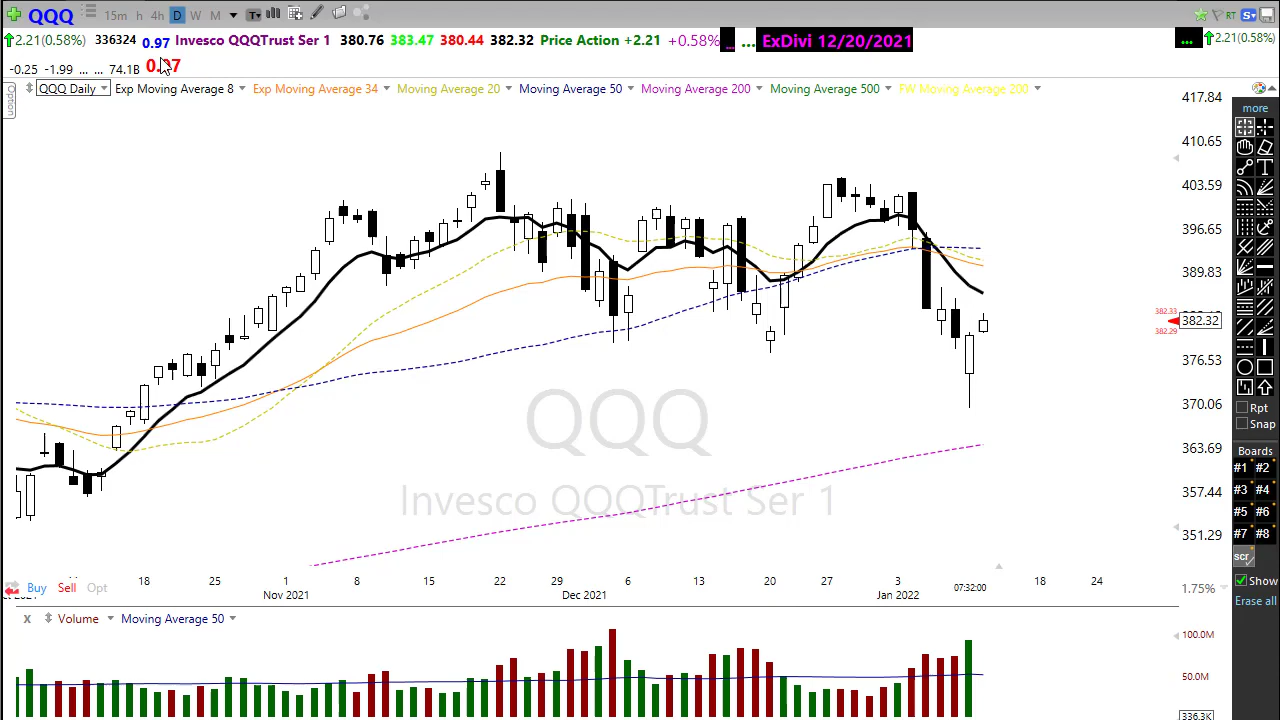 QQQ 15m h 4h D W M T RT S
2.21(0.58%) 336324 0.97 Invesco QQQTrust Ser 1 380.76 383.47 380.44 382.32 Price Action +2.21 +0.58% ... ... ExDivi 12/20/2021 ... 2.21(0.58%)
-0.25 -1.99 ... ... 74.1B
Option
QQQ Daily Exp Moving Average 8 Exp Moving Average 34 Moving Average 20 Moving Average 50 Moving Average 200 Moving Average 500 FW Moving Average 200
417.84
410.65
403.59
396.65
389.83
382.33
382.32
382.29
376.53
370.06
363.69
357.44
351.29
QQQ
Invesco QQQTrust Ser 1
more
T
Rpt
Snap
Boards
#1 #2
#3 #4
#5 #6
#7 #8
scr
Show
Erase all
Buy Sell Opt
18 25 1 8 15 22 29 6 13 20 27 3 07:32:00 18 24
Nov 2021 Dec 2021 Jan 2022
1.75%
X Volume Moving Average 50
100.0M
50.0M
336.3K